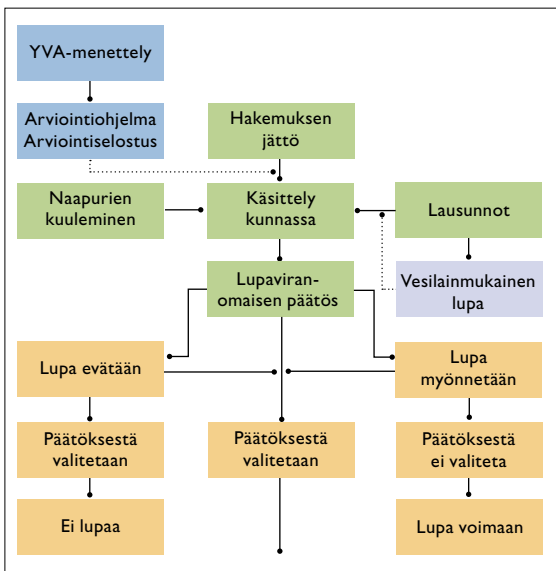 YVA-menettely
Arviointiohjelma
Arviointiselostus
Hakemuksen
jättö
Naapurien
kuuleminen
Käsittely
kunnassa
Lausunnot
Lupaviran-
omaisen päätös
Vesilainmukainen
lupa
Lupa evätään
Lupa
myönnetään
Päätöksestä
valitetaan
Päätöksestä
valitetaan
Päätöksestä
ei valiteta
Ei lupaa
Lupa voimaan